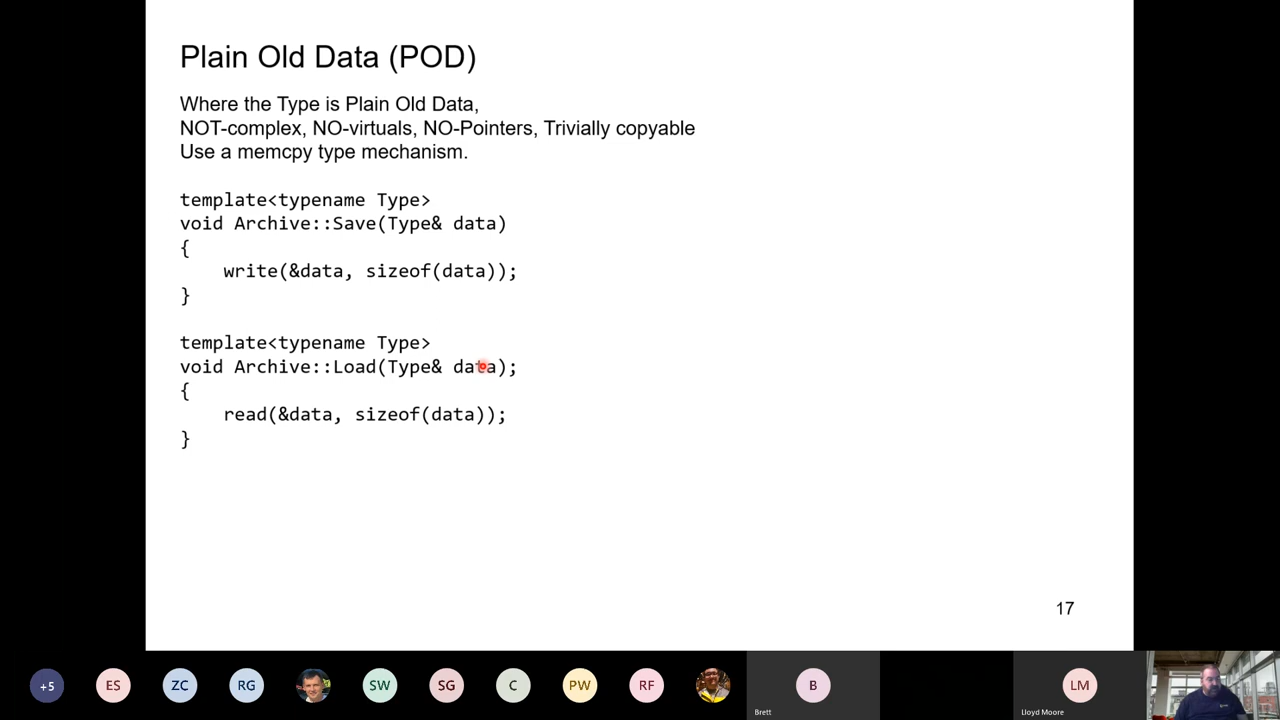 Plain Old Data (POD)
Where the Type is Plain Old Data,
NOT-complex, NO-virtuals, NO-Pointers, Trivially copyable
Use a memcpy type mechanism.
template<typename Type>
void Archive::Save(Type& data)
{
write(&data, sizeof(data));
}
template<typename Type>
void Archive::Load(Type& data);
{
read(&data, sizeof(data));
}
17
+5 ES ZC RG SW SG C PW RF B LM
Brett Lloyd Moore